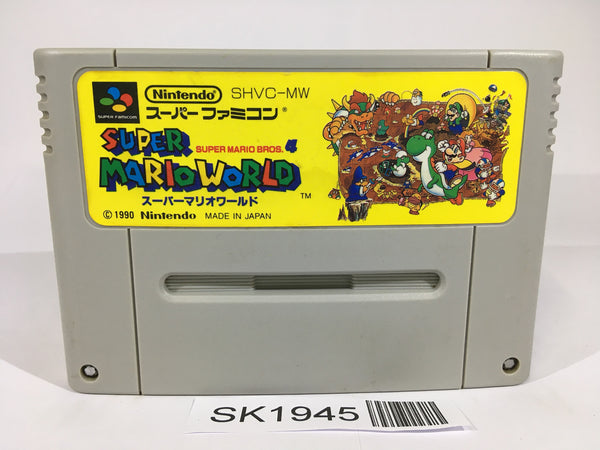 Nintendo SHVC-MW
SUPER FAMICOM
スーパーファミコン®
SUPER MARIO BROS. 4
SUPER
MARIO WORLD
スーパーマリオワールド
TM
© 1990 Nintendo MADE IN JAPAN
SK1945